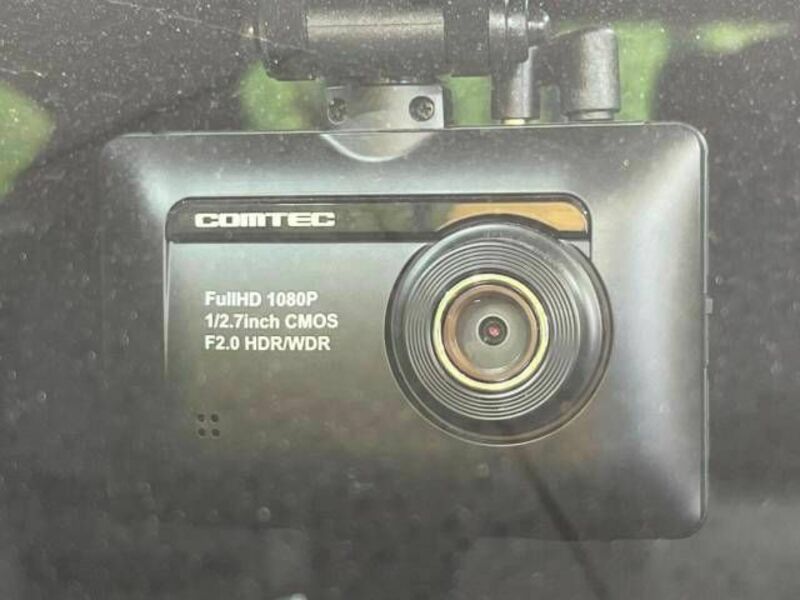 COMTEC
FullHD 1080P
1/2.7inch CMOS
F2.0 HDR/WDR